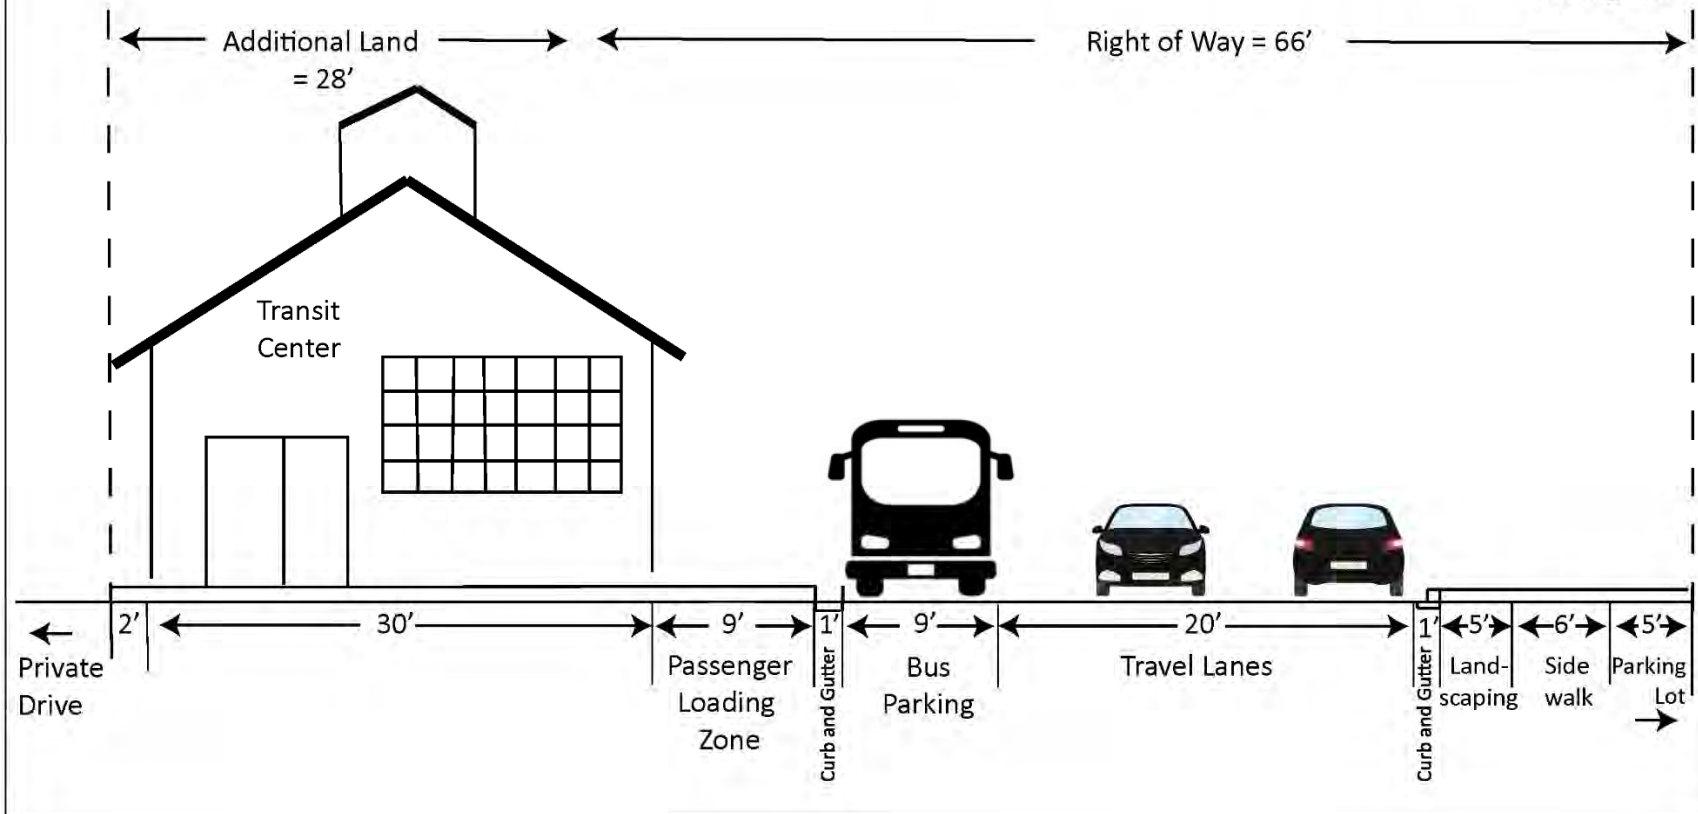 Additional Land
= 28’
Right of Way = 66’
Transit
Center
2’
30’
9’
1’
9’
20’
1’
5’
6’
5’
Private
Drive
Passenger
Loading
Zone
Curb and Gutter
Bus
Parking
Travel Lanes
Curb and Gutter
Land-
scaping
Side
walk
Parking
Lot